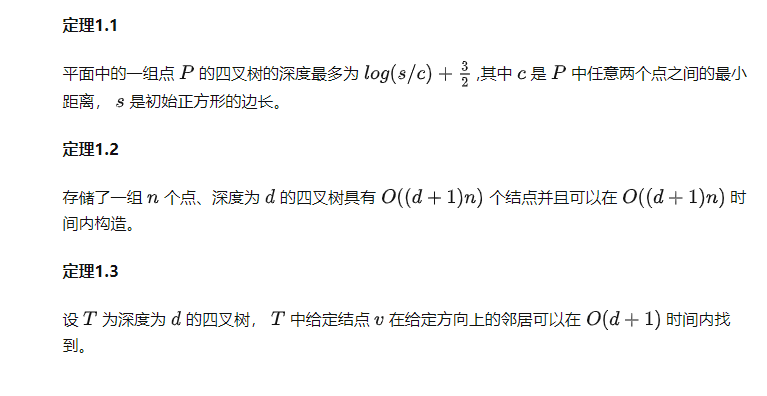 定理1.1
平面中的一组点 P 的四叉树的深度最多为 log(s/c) + 3/2 ,其中 c 是 P 中任意两个点之间的最小
距离， s 是初始正方形的边长。
定理1.2
存储了一组 n 个点、深度为 d 的四叉树具有 O((d + 1)n) 个结点并且可以在 O((d + 1)n) 时
间内构造。
定理1.3
设 T 为深度为 d 的四叉树， T 中给定结点 v 在给定方向上的邻居可以在 O(d + 1) 时间内找
到。